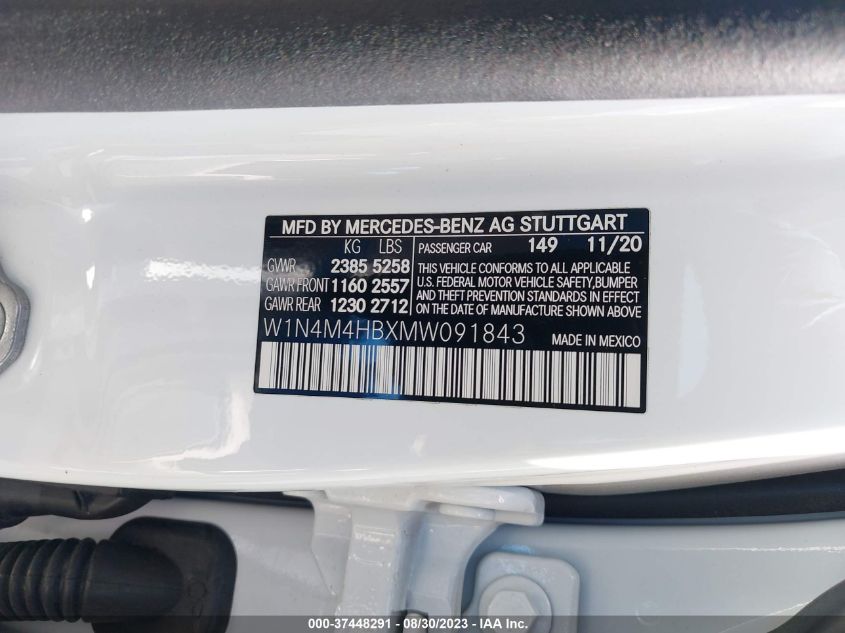 MFD BY MERCEDES-BENZ AG STUTTGART
KG LBS
GVWR 2385 5258
GAWR FRONT 1160 2557
GAWR REAR 1230 2712
PASSENGER CAR 149 11/20
THIS VEHICLE CONFORMS TO ALL APPLICABLE
U.S. FEDERAL MOTOR VEHICLE SAFETY,BUMPER
AND THEFT PREVENTION STANDARDS IN EFFECT
ON THE DATE OF MANUFACTURE SHOWN ABOVE
W1N4M4HBXMW091843 MADE IN MEXICO
000-37448291 - 08/30/2023 - IAA Inc.